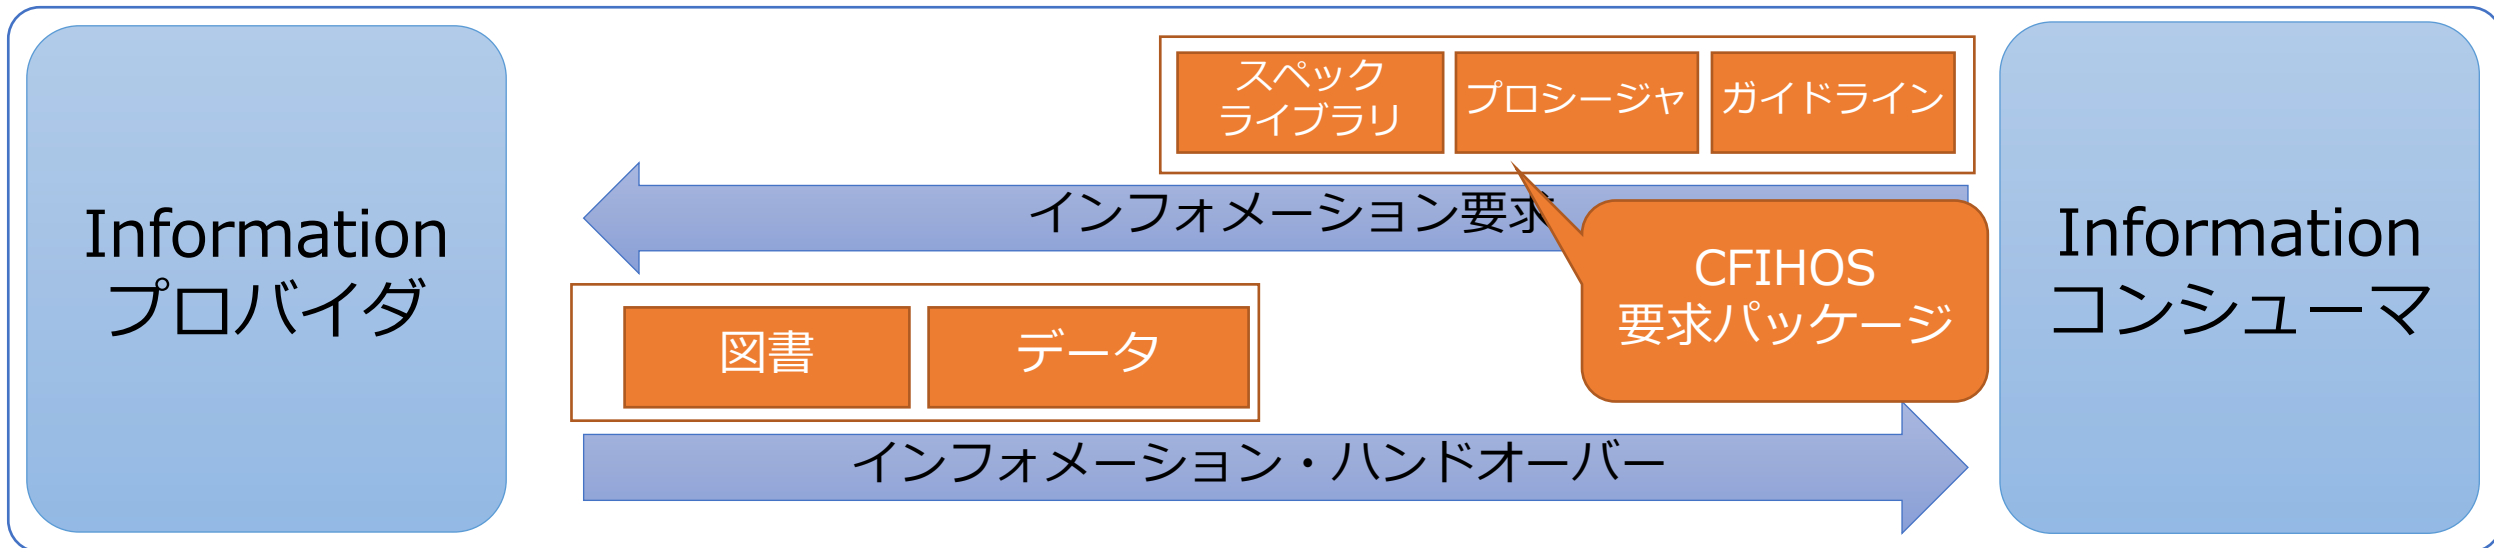 Information
プロバイダ
スペック
ライブラリ
プロシージャ
ガイドライン
インフォメーション要求
CFIHOS
要求パターンジ
Information
コンシューマ
図書
データ
インフォメーション・ハンドオーバー